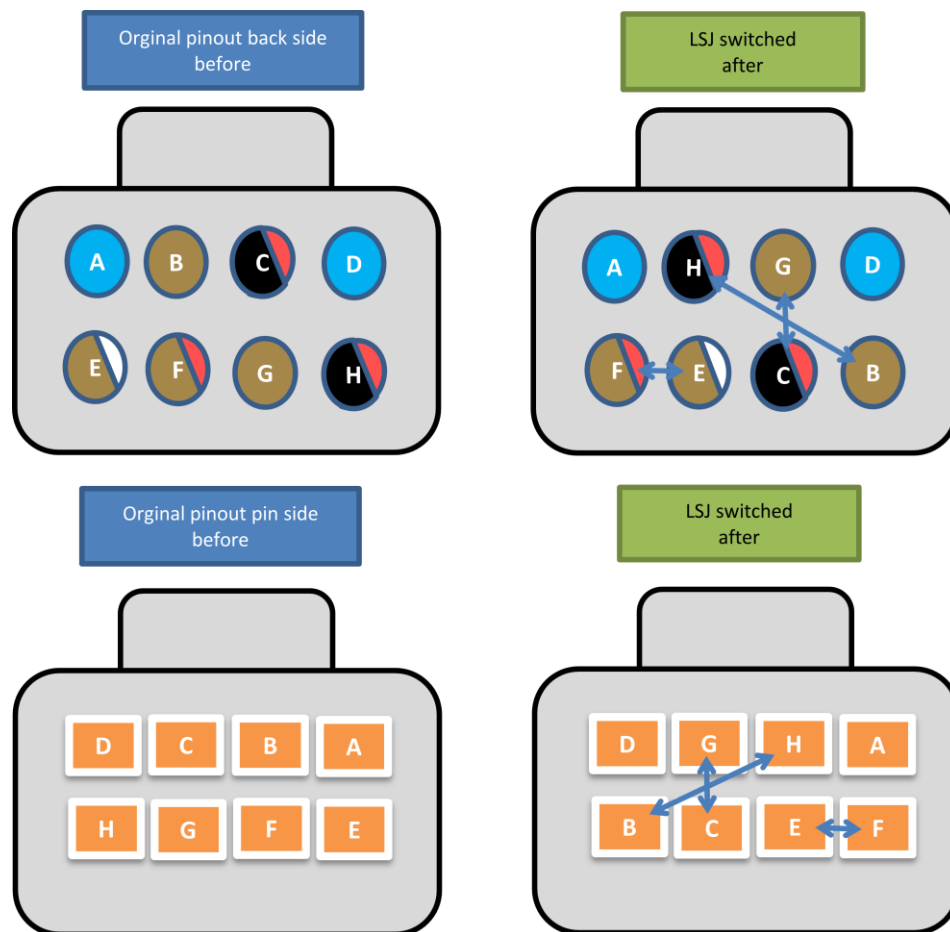 Orginal pinout back side
before
LSJ switched
after
A B C D
E F G H
A H G D
F E C B
Orginal pinout pin side
before
LSJ switched
after
D C B A
H G F E
D G H A
B C E F